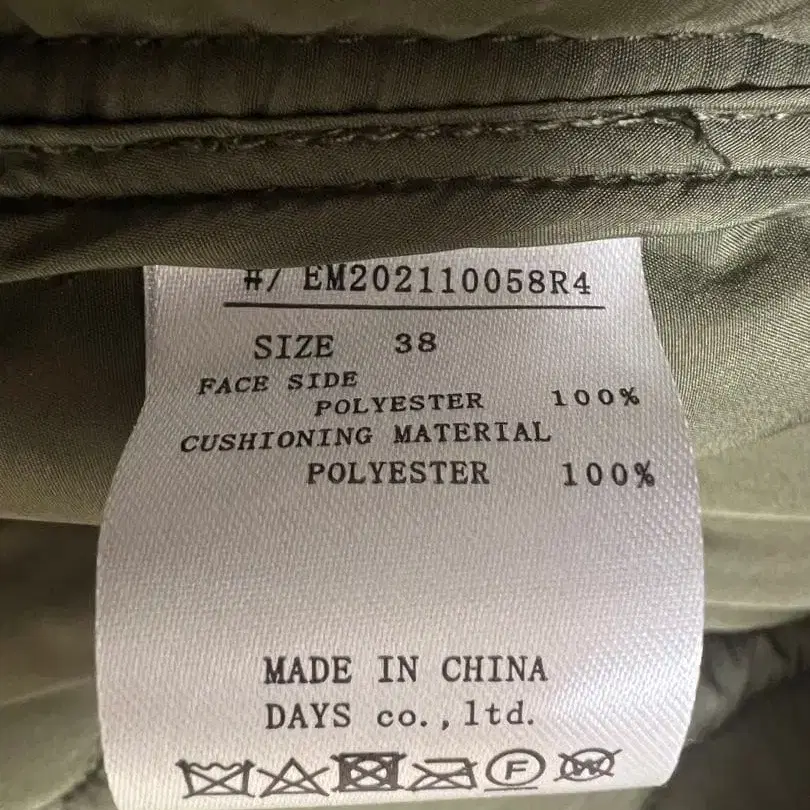 #/ EM202110058R4
SIZE 38
FACE SIDE
POLYESTER 100%
CUSHIONING MATERIAL
POLYESTER 100%
MADE IN CHINA
DAYS co.,ltd.
F W